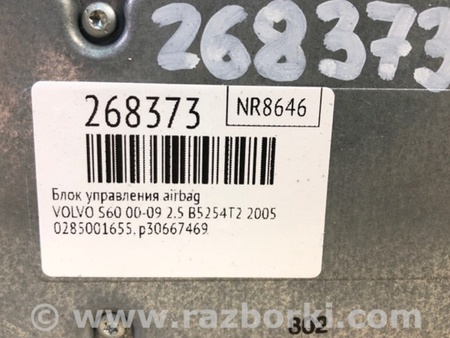 268373
268373 NR8646
Блок управления airbag
VOLVO S60 00-09 2.5 B5254T2 2005
0285001655. p30667469
302
© www.razborki.com